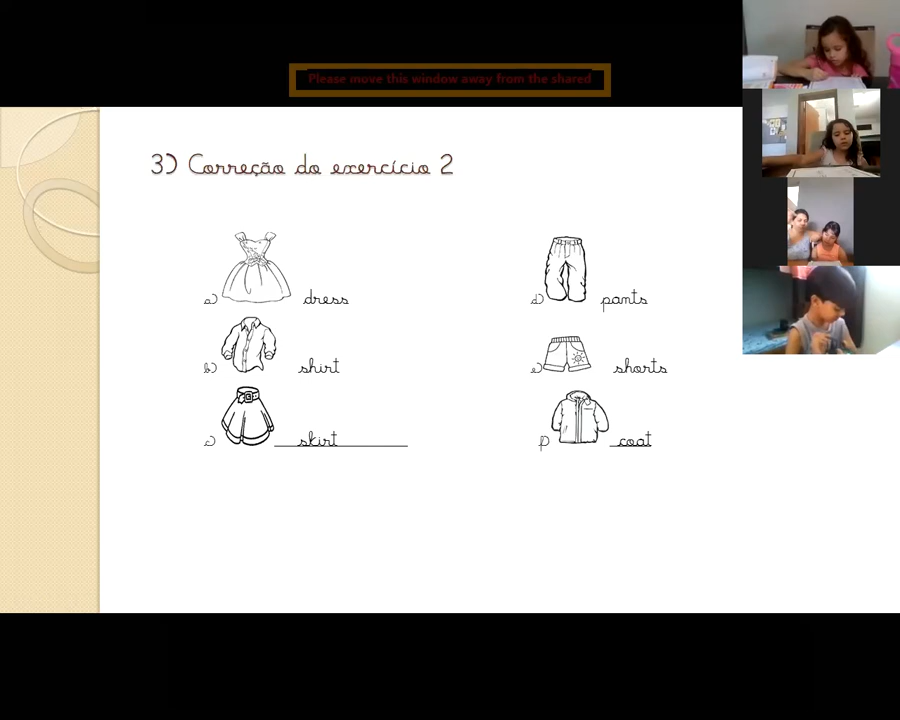 Please move this window away from the shared
3) Correção do exercício 2
a) dress
b) shirt
c) skirt
d) pants
e) shorts
f) coat